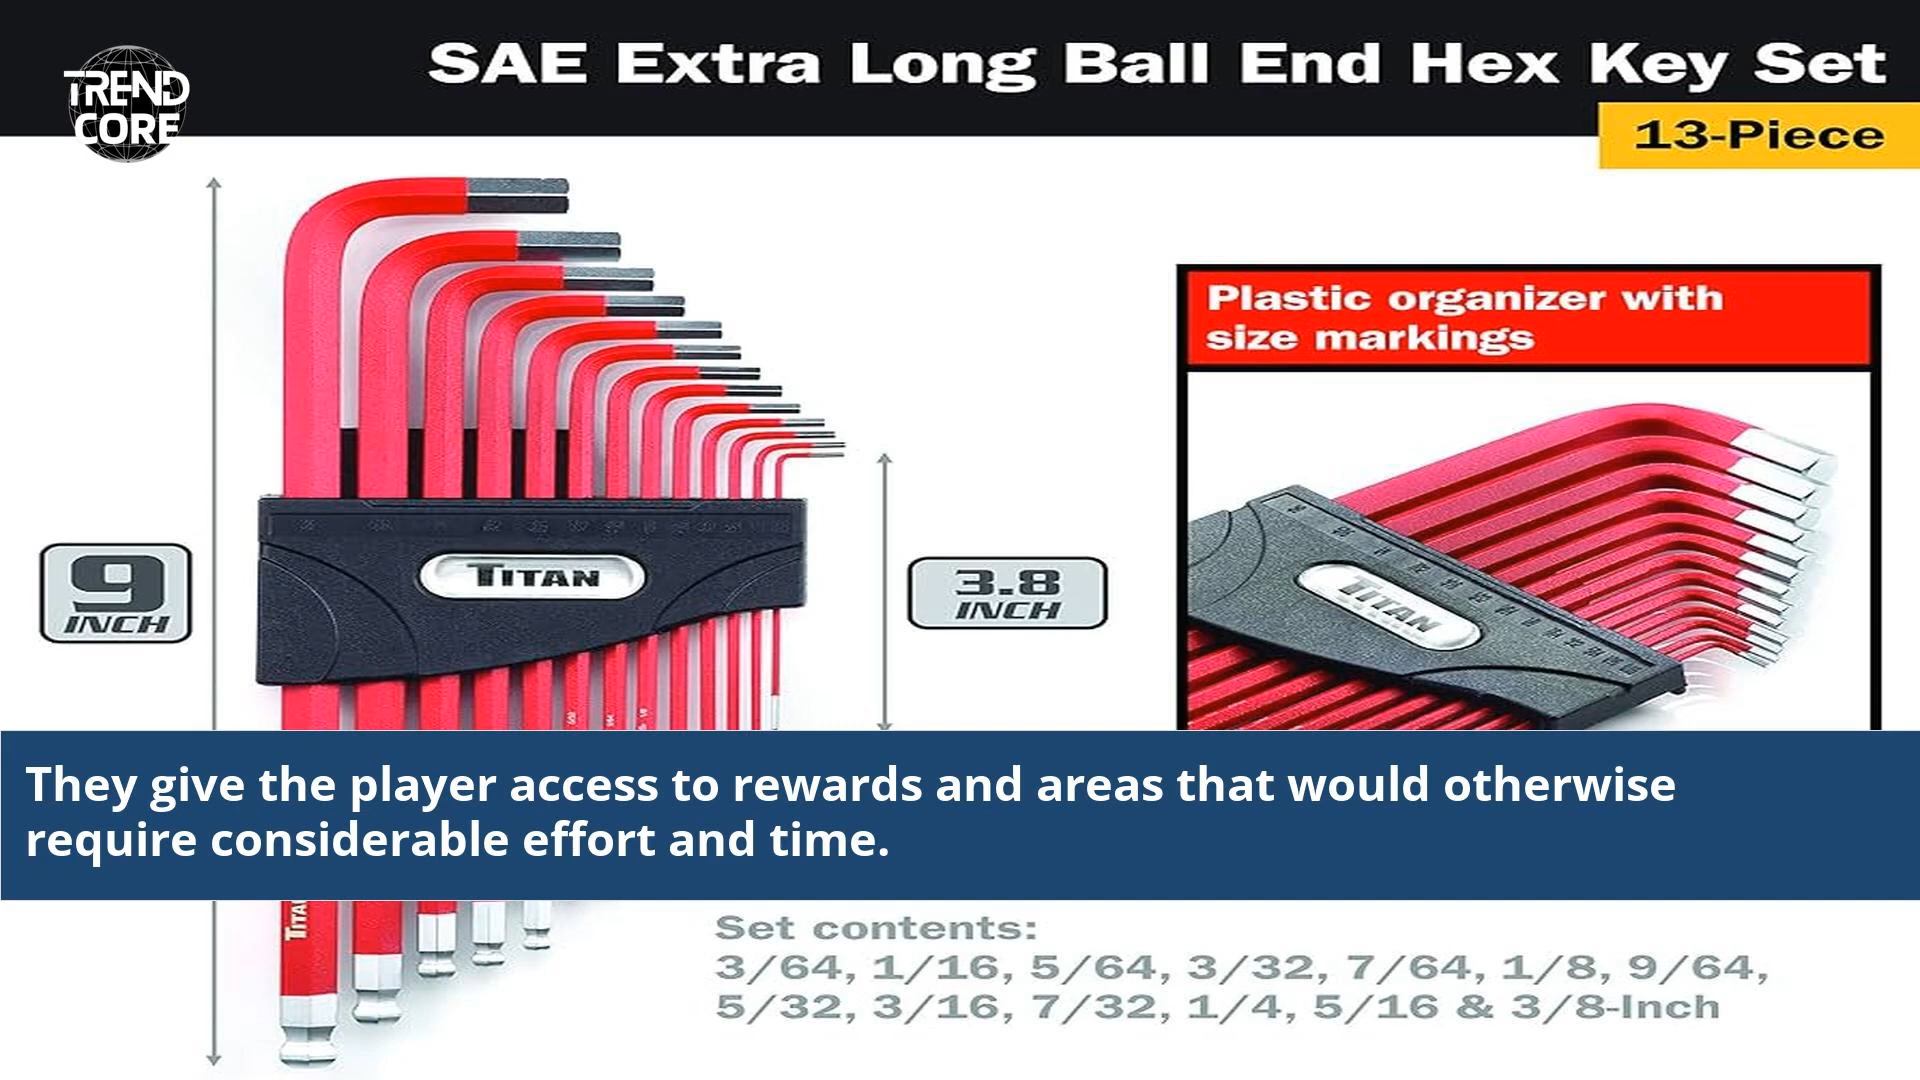 TREND
CORE
SAE Extra Long Ball End Hex Key Set
13-Piece
Plastic organizer with
size markings
TITAN
TITAN
9
INCH
3.8
INCH
They give the player access to rewards and areas that would otherwise
require considerable effort and time.
Set contents:
3/64, 1/16, 5/64, 3/32, 7/64, 1/8, 9/64,
5/32, 3/16, 7/32, 1/4, 5/16 & 3/8-Inch